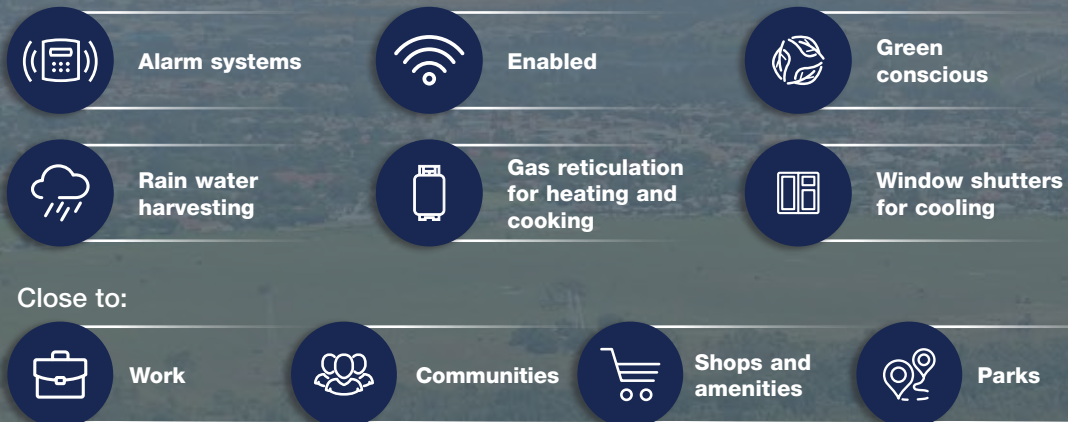 Alarm systems
Enabled
Green
conscious
Rain water
harvesting
Gas reticulation
for heating and
cooking
Window shutters
for cooling
Close to:
Work
Communities
Shops and
amenities
Parks